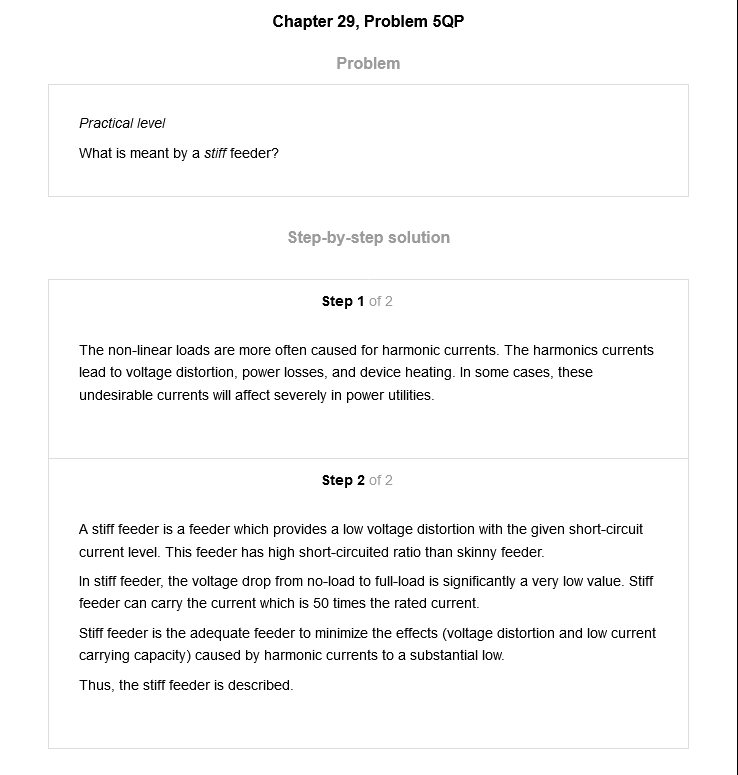 Chapter 29, Problem 5QP
Problem
Practical level
What is meant by a stiff feeder?
Step-by-step solution
Step 1 of 2
The non-linear loads are more often caused for harmonic currents. The harmonics currents
lead to voltage distortion, power losses, and device heating. In some cases, these
undesirable currents will affect severely in power utilities.
Step 2 of 2
A stiff feeder is a feeder which provides a low voltage distortion with the given short-circuit
current level. This feeder has high short-circuited ratio than skinny feeder.
In stiff feeder, the voltage drop from no-load to full-load is significantly a very low value. Stiff
feeder can carry the current which is 50 times the rated current.
Stiff feeder is the adequate feeder to minimize the effects (voltage distortion and low current
carrying capacity) caused by harmonic currents to a substantial low.
Thus, the stiff feeder is described.